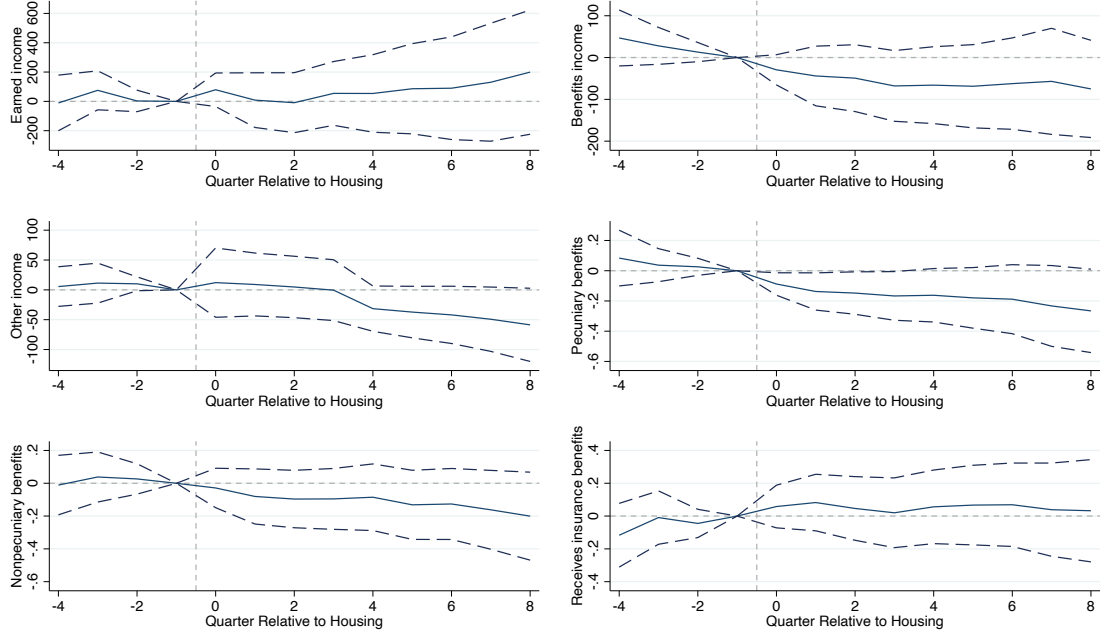 Earned income
-200 0 200 400 600
-4 -2 0 2 4 6 8
Quarter Relative to Housing
Benefits income
-200 -100 0 100
-4 -2 0 2 4 6 8
Quarter Relative to Housing
Other income
-100 -50 0 50 100
-4 -2 0 2 4 6 8
Quarter Relative to Housing
Pecuniary benefits
-.6 -.4 -.2 0 .2
-4 -2 0 2 4 6 8
Quarter Relative to Housing
Nonpecuniary benefits
-.6 -.4 -.2 0 .2
-4 -2 0 2 4 6 8
Quarter Relative to Housing
Receives insurance benefits
-.4 -.2 0 .2 .4
-4 -2 0 2 4 6 8
Quarter Relative to Housing